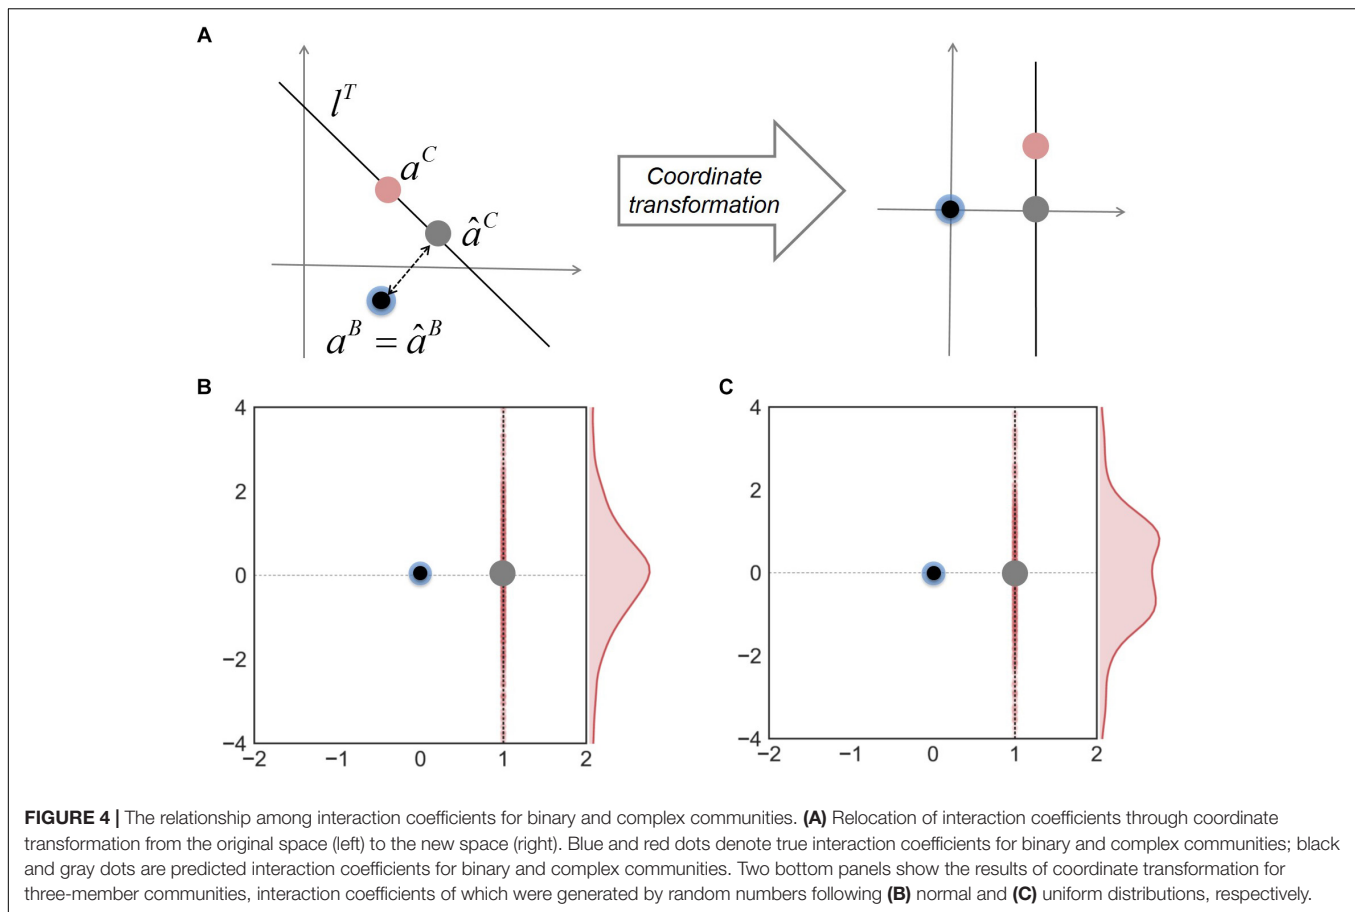 A
l^T
a^C
â^C
a^B = â^B
Coordinate
transformation
B
4
2
0
−2
−4
−2
−1
0
1
2
C
4
2
0
−2
−4
−2
−1
0
1
2
FIGURE 4 | The relationship among interaction coefficients for binary and complex communities. (A) Relocation of interaction coefficients through coordinate
transformation from the original space (left) to the new space (right). Blue and red dots denote true interaction coefficients for binary and complex communities; black
and gray dots are predicted interaction coefficients for binary and complex communities. Two bottom panels show the results of coordinate transformation for
three-member communities, interaction coefficients of which were generated by random numbers following (B) normal and (C) uniform distributions, respectively.